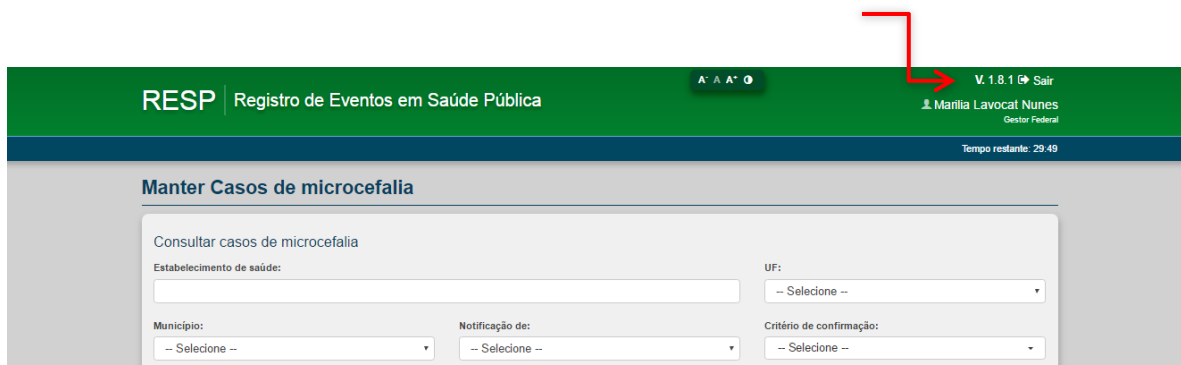 A- A A+
V. 1.8.1 Sair
RESP Registro de Eventos em Saúde Pública
Marilia Lavocat Nunes
Gestor Federal
Tempo restante: 29:49
Manter Casos de microcefalia
Consultar casos de microcefalia
Estabelecimento de saúde: UF:
-- Selecione --
Município: Notificação de: Critério de confirmação:
-- Selecione -- -- Selecione -- -- Selecione --